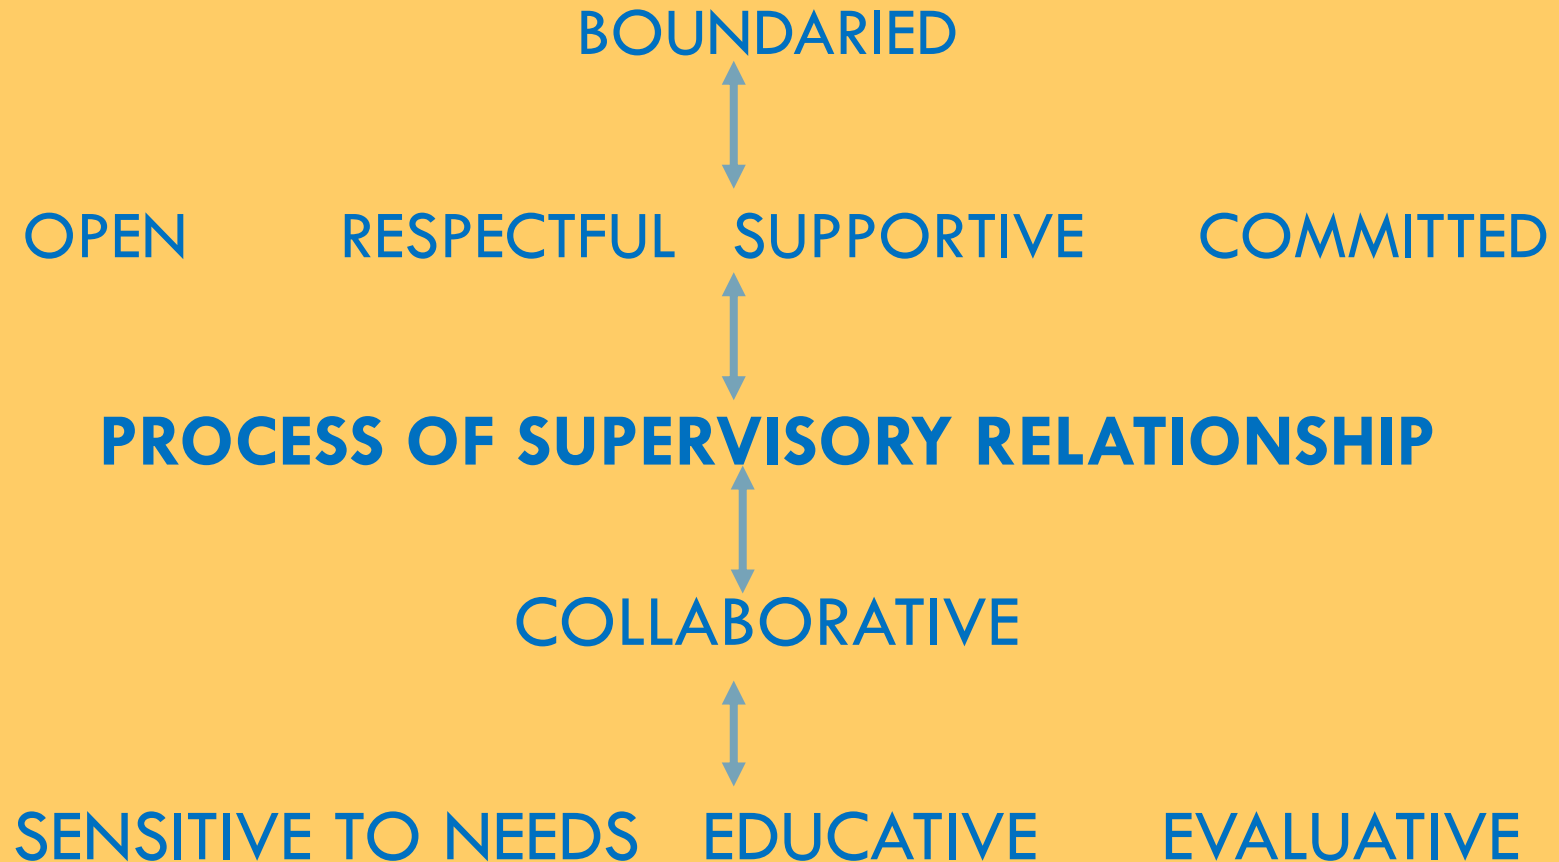 BOUNDARIED
OPEN RESPECTFUL SUPPORTIVE COMMITTED
PROCESS OF SUPERVISORY RELATIONSHIP
COLLABORATIVE
SENSITIVE TO NEEDS EDUCATIVE EVALUATIVE